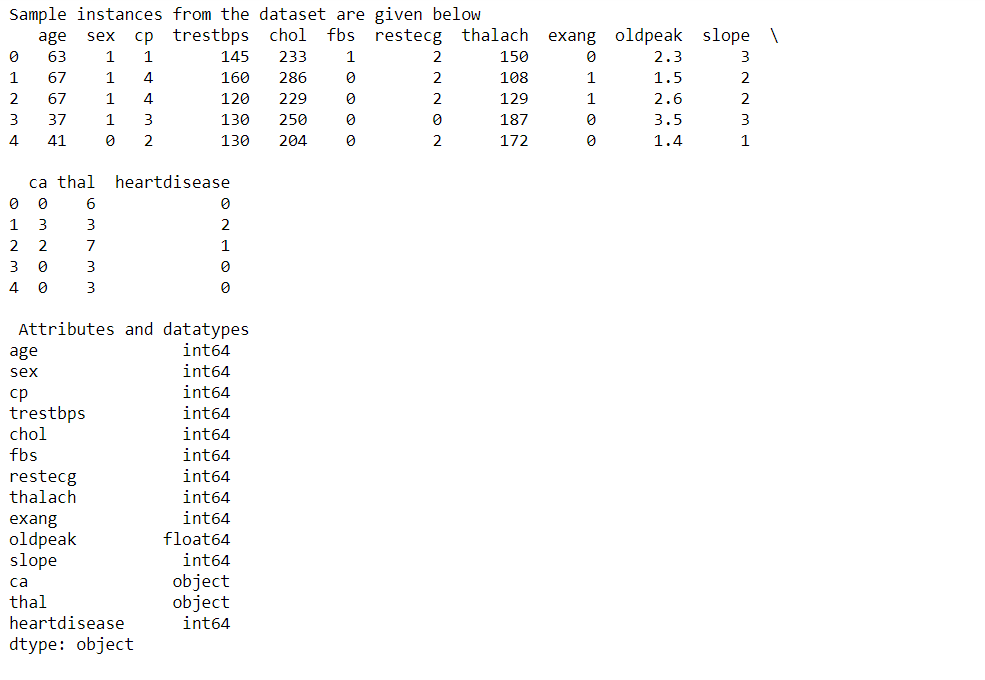 Sample instances from the dataset are given below
   age  sex  cp  trestbps  chol  fbs  restecg  thalach  exang  oldpeak  slope  \
0   63    1   1       145   233    1        2      150      0      2.3      3
1   67    1   4       160   286    0        2      108      1      1.5      2
2   67    1   4       120   229    0        2      129      1      2.6      2
3   37    1   3       130   250    0        0      187      0      3.5      3
4   41    0   2       130   204    0        2      172      0      1.4      1

  ca thal  heartdisease
0  0    6             0
1  3    3             2
2  2    7             1
3  0    3             0
4  0    3             0

 Attributes and datatypes
age               int64
sex               int64
cp                int64
trestbps          int64
chol              int64
fbs               int64
restecg           int64
thalach           int64
exang             int64
oldpeak         float64
slope             int64
ca               object
thal             object
heartdisease      int64
dtype: object